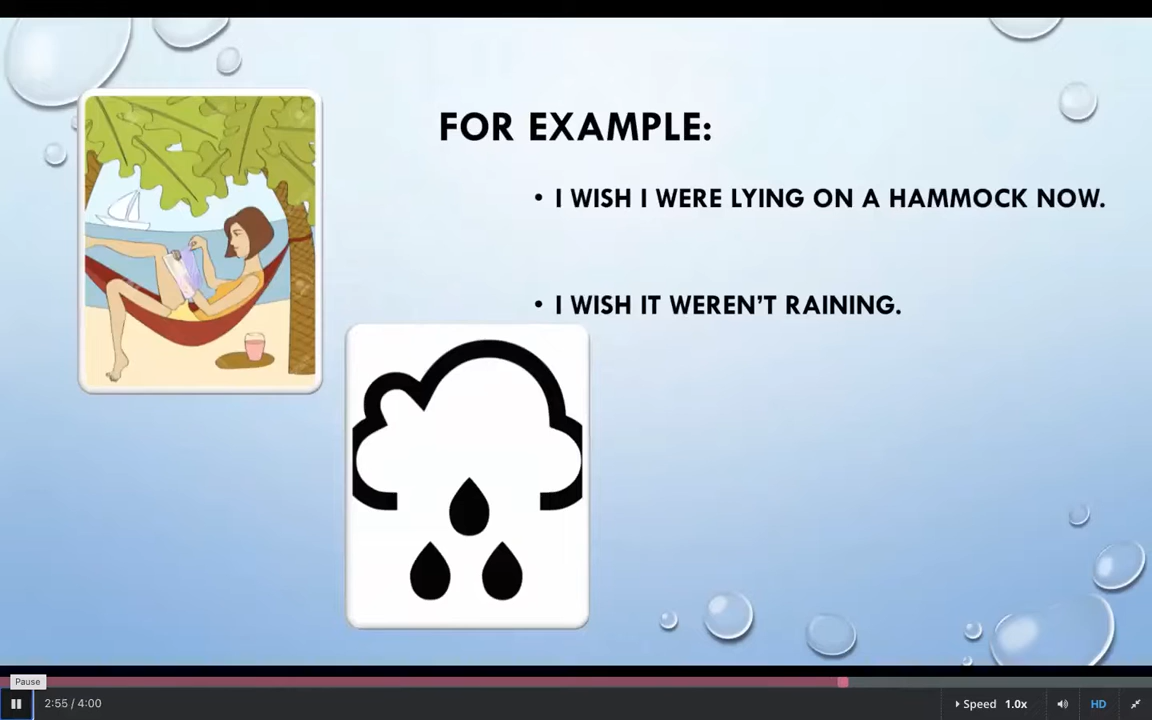 FOR EXAMPLE:
• I WISH I WERE LYING ON A HAMMOCK NOW.
• I WISH IT WEREN’T RAINING.
Pause
2:55 / 4:00
Speed 1.0x
HD